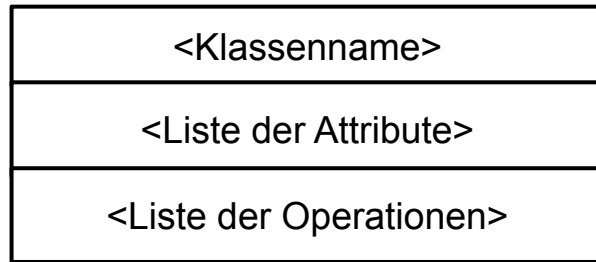 <Klassenname>
<Liste der Attribute>
<Liste der Operationen>